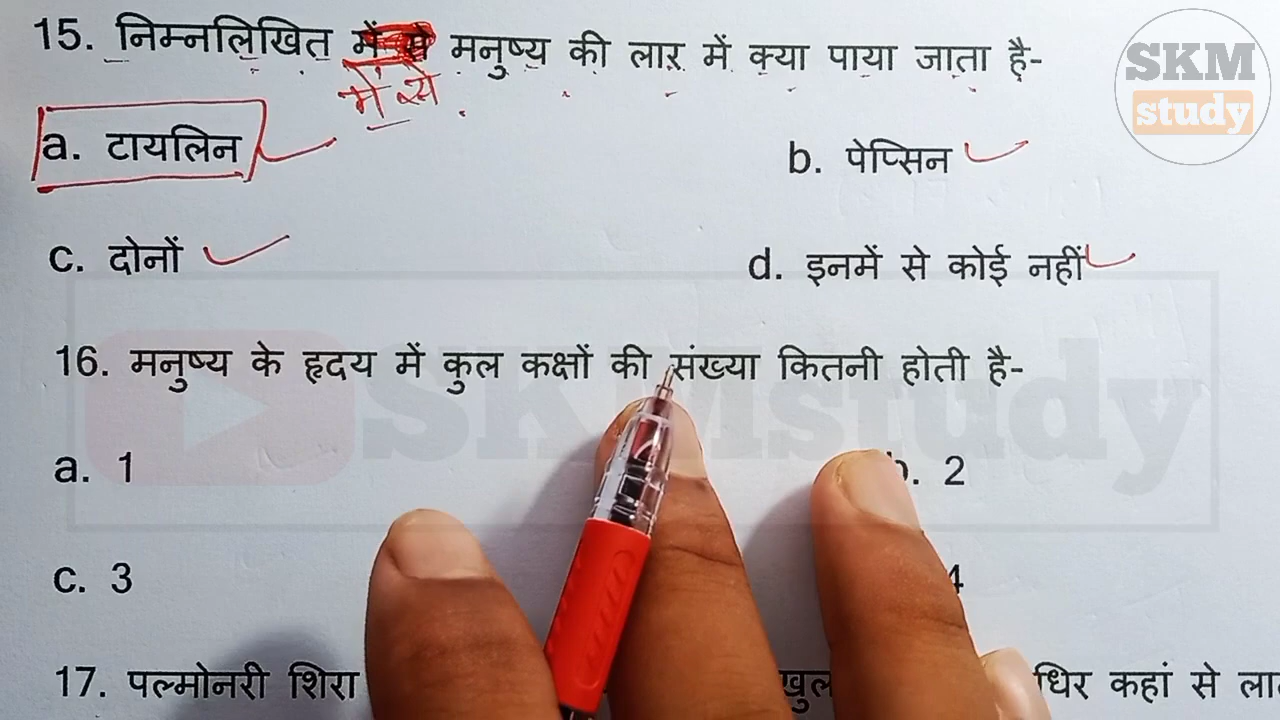 15. निम्नलिखित में से मनुष्य की लार में क्या पाया जाता है-
में से
a. टायलिन
b. पेप्सिन
c. दोनों
d. इनमें से कोई नहीं
16. मनुष्य के हृदय में कुल कक्षों की संख्या कितनी होती है-
a. 1
b. 2
c. 3
4
17. पल्मोनरी शिरा
कहां से
SKM
study
SKMstudy